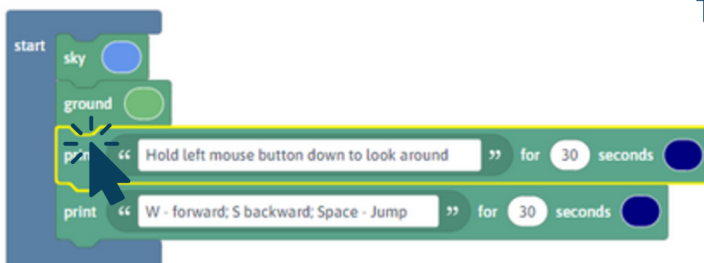 start
sky
ground
print “ Hold left mouse button down to look around ” for 30 seconds
print “ W - forward; S backward; Space - Jump ” for 30 seconds